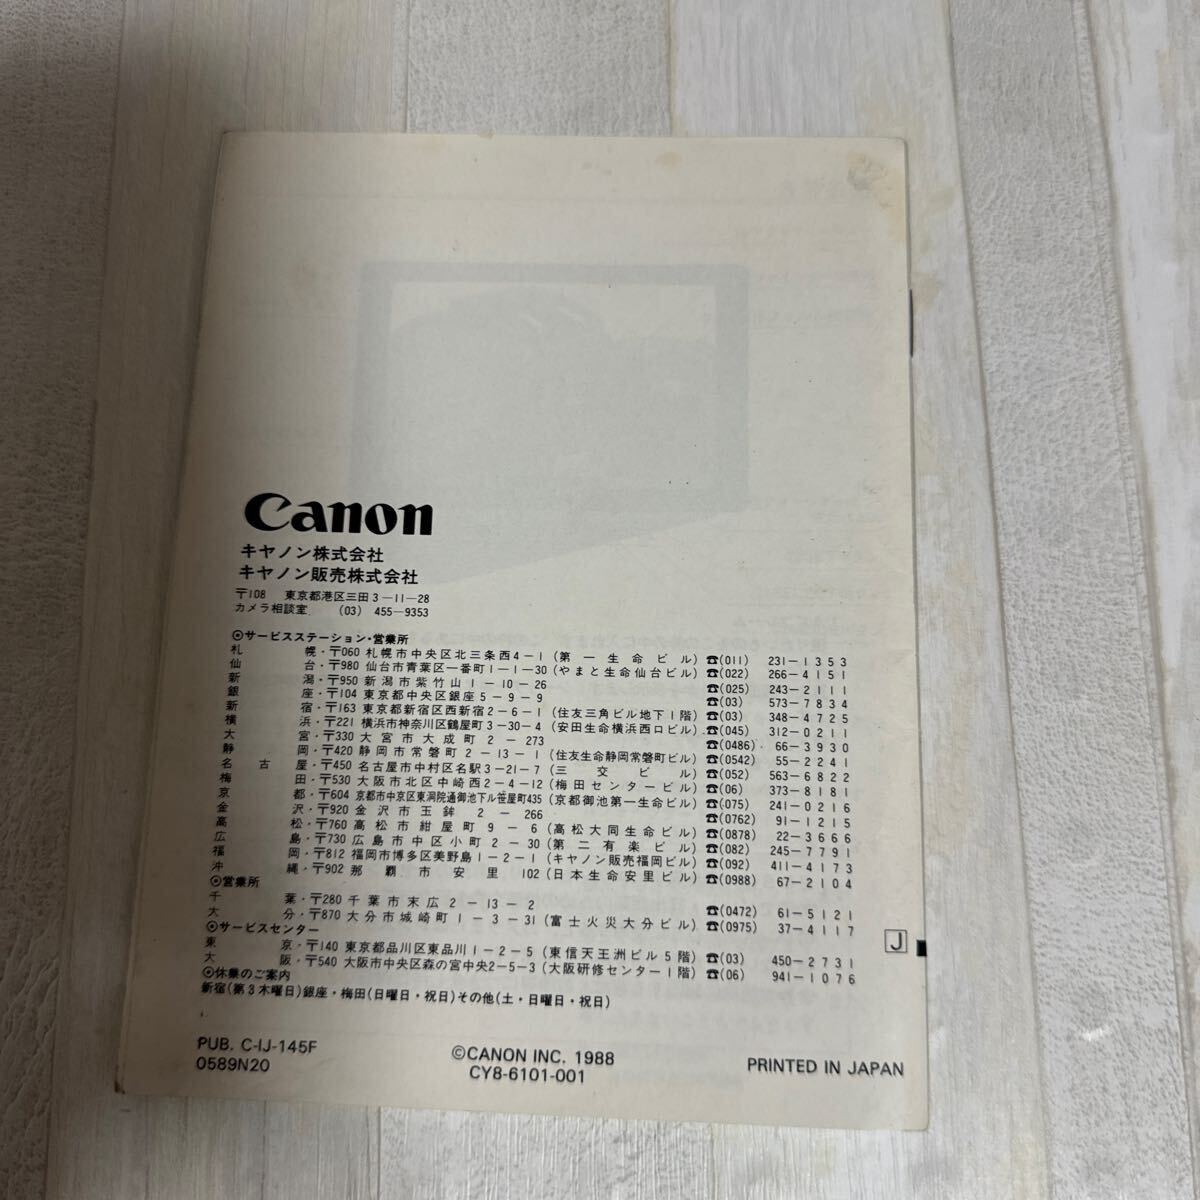 Canon
キヤノン株式会社
キヤノン販売株式会社
〒108 東京都港区三田3-11-28
カメラ相談室 (03) 455-9353
◎サービスステーション・営業所
札幌・〒060 札幌市中央区北三条西4-1(第一生命ビル) ☎(011) 231-1353
仙台・〒980 仙台市青葉区一番町1-1-30(やまと生命仙台ビル) ☎(022) 266-4151
新潟・〒950 新潟市紫竹山1-10-26 ☎(025) 243-2111
銀座・〒104 東京都中央区銀座5-9-9 ☎(03) 573-7834
新宿・〒163 東京都新宿区西新宿2-6-1(住友三角ビル地下1階) ☎(03) 348-4725
横浜・〒221 横浜市神奈川区鶴屋町3-30-4(安田生命横浜西口ビル) ☎(045) 312-0211
大宮・〒330 大宮市大成町2-273 ☎(0486) 66-3930
静岡・〒420 静岡市常磐町2-13-1(住友生命静岡常磐町ビル) ☎(0542) 55-2241
名古屋・〒450 名古屋市中村区名駅3-21-7(三交ビル) ☎(052) 563-6822
梅田・〒530 大阪市北区中崎西2-4-12(梅田センタービル) ☎(06) 373-8181
京都・〒604 京都市中京区東洞院通御池下ル笹屋町435(京都御池第一生命ビル) ☎(075) 241-0216
金沢・〒920 金沢市玉鉾2-266 ☎(0762) 91-1215
高松・〒760 高松市紺屋町9-6(高松大同生命ビル) ☎(0878) 22-3666
広島・〒730 広島市中区小町2-30(第二有楽ビル) ☎(082) 245-7791
福岡・〒812 福岡市博多区美野島1-2-1(キヤノン販売福岡ビル) ☎(092) 411-4173
沖縄・〒902 那覇市安里102(日本生命安里ビル) ☎(0988) 67-2104
◎営業所
千葉・〒280 千葉市末広2-13-2 ☎(0472) 61-5121
大分・〒870 大分市城崎町1-3-31(富士火災大分ビル) ☎(0975) 37-4117
◎サービスセンター
東京・〒140 東京都品川区東品川1-2-5(東信天王洲ビル5階) ☎(03) 450-2731
大阪・〒540 大阪市中央区森の宮中央2-5-3(大阪研修センター1階) ☎(06) 941-1076
◎休業のご案内
新宿(第3木曜日)銀座・梅田(日曜日・祝日)その他(土・日曜日・祝日)
J
PUB. C-IJ-145F
0589N20
©CANON INC. 1988
CY8-6101-001
PRINTED IN JAPAN